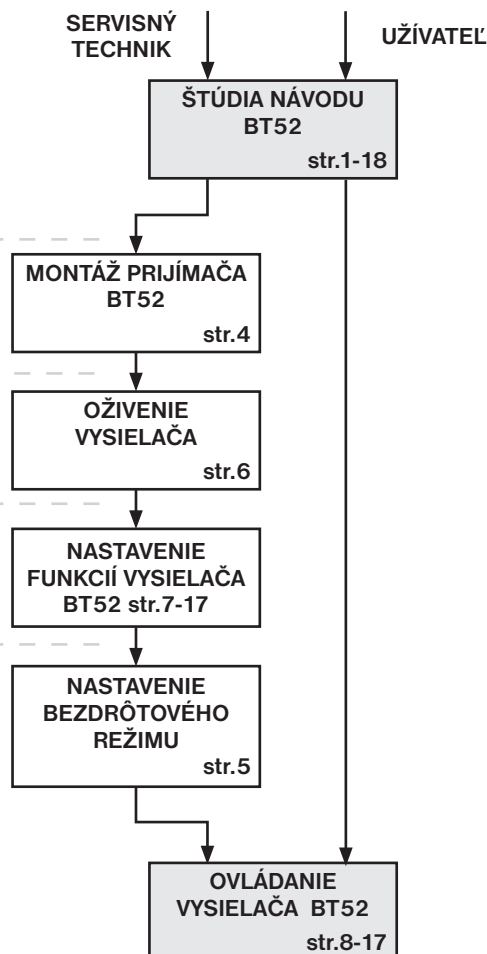 SERVISNÝ
TECHNIK
UŽÍVATEĽ
ŠTÚDIA NÁVODU
BT52
str.1-18
MONTÁŽ PRIJÍMAČA
BT52
str.4
OŽIVENIE
VYSIELAČA
str.6
NASTAVENIE
FUNKCIÍ VYSIELAČA
BT52 str.7-17
NASTAVENIE
BEZDRÔTOVÉHO
REŽIMU
str.5
OVLÁDANIE
VYSIELAČA BT52
str.8-17